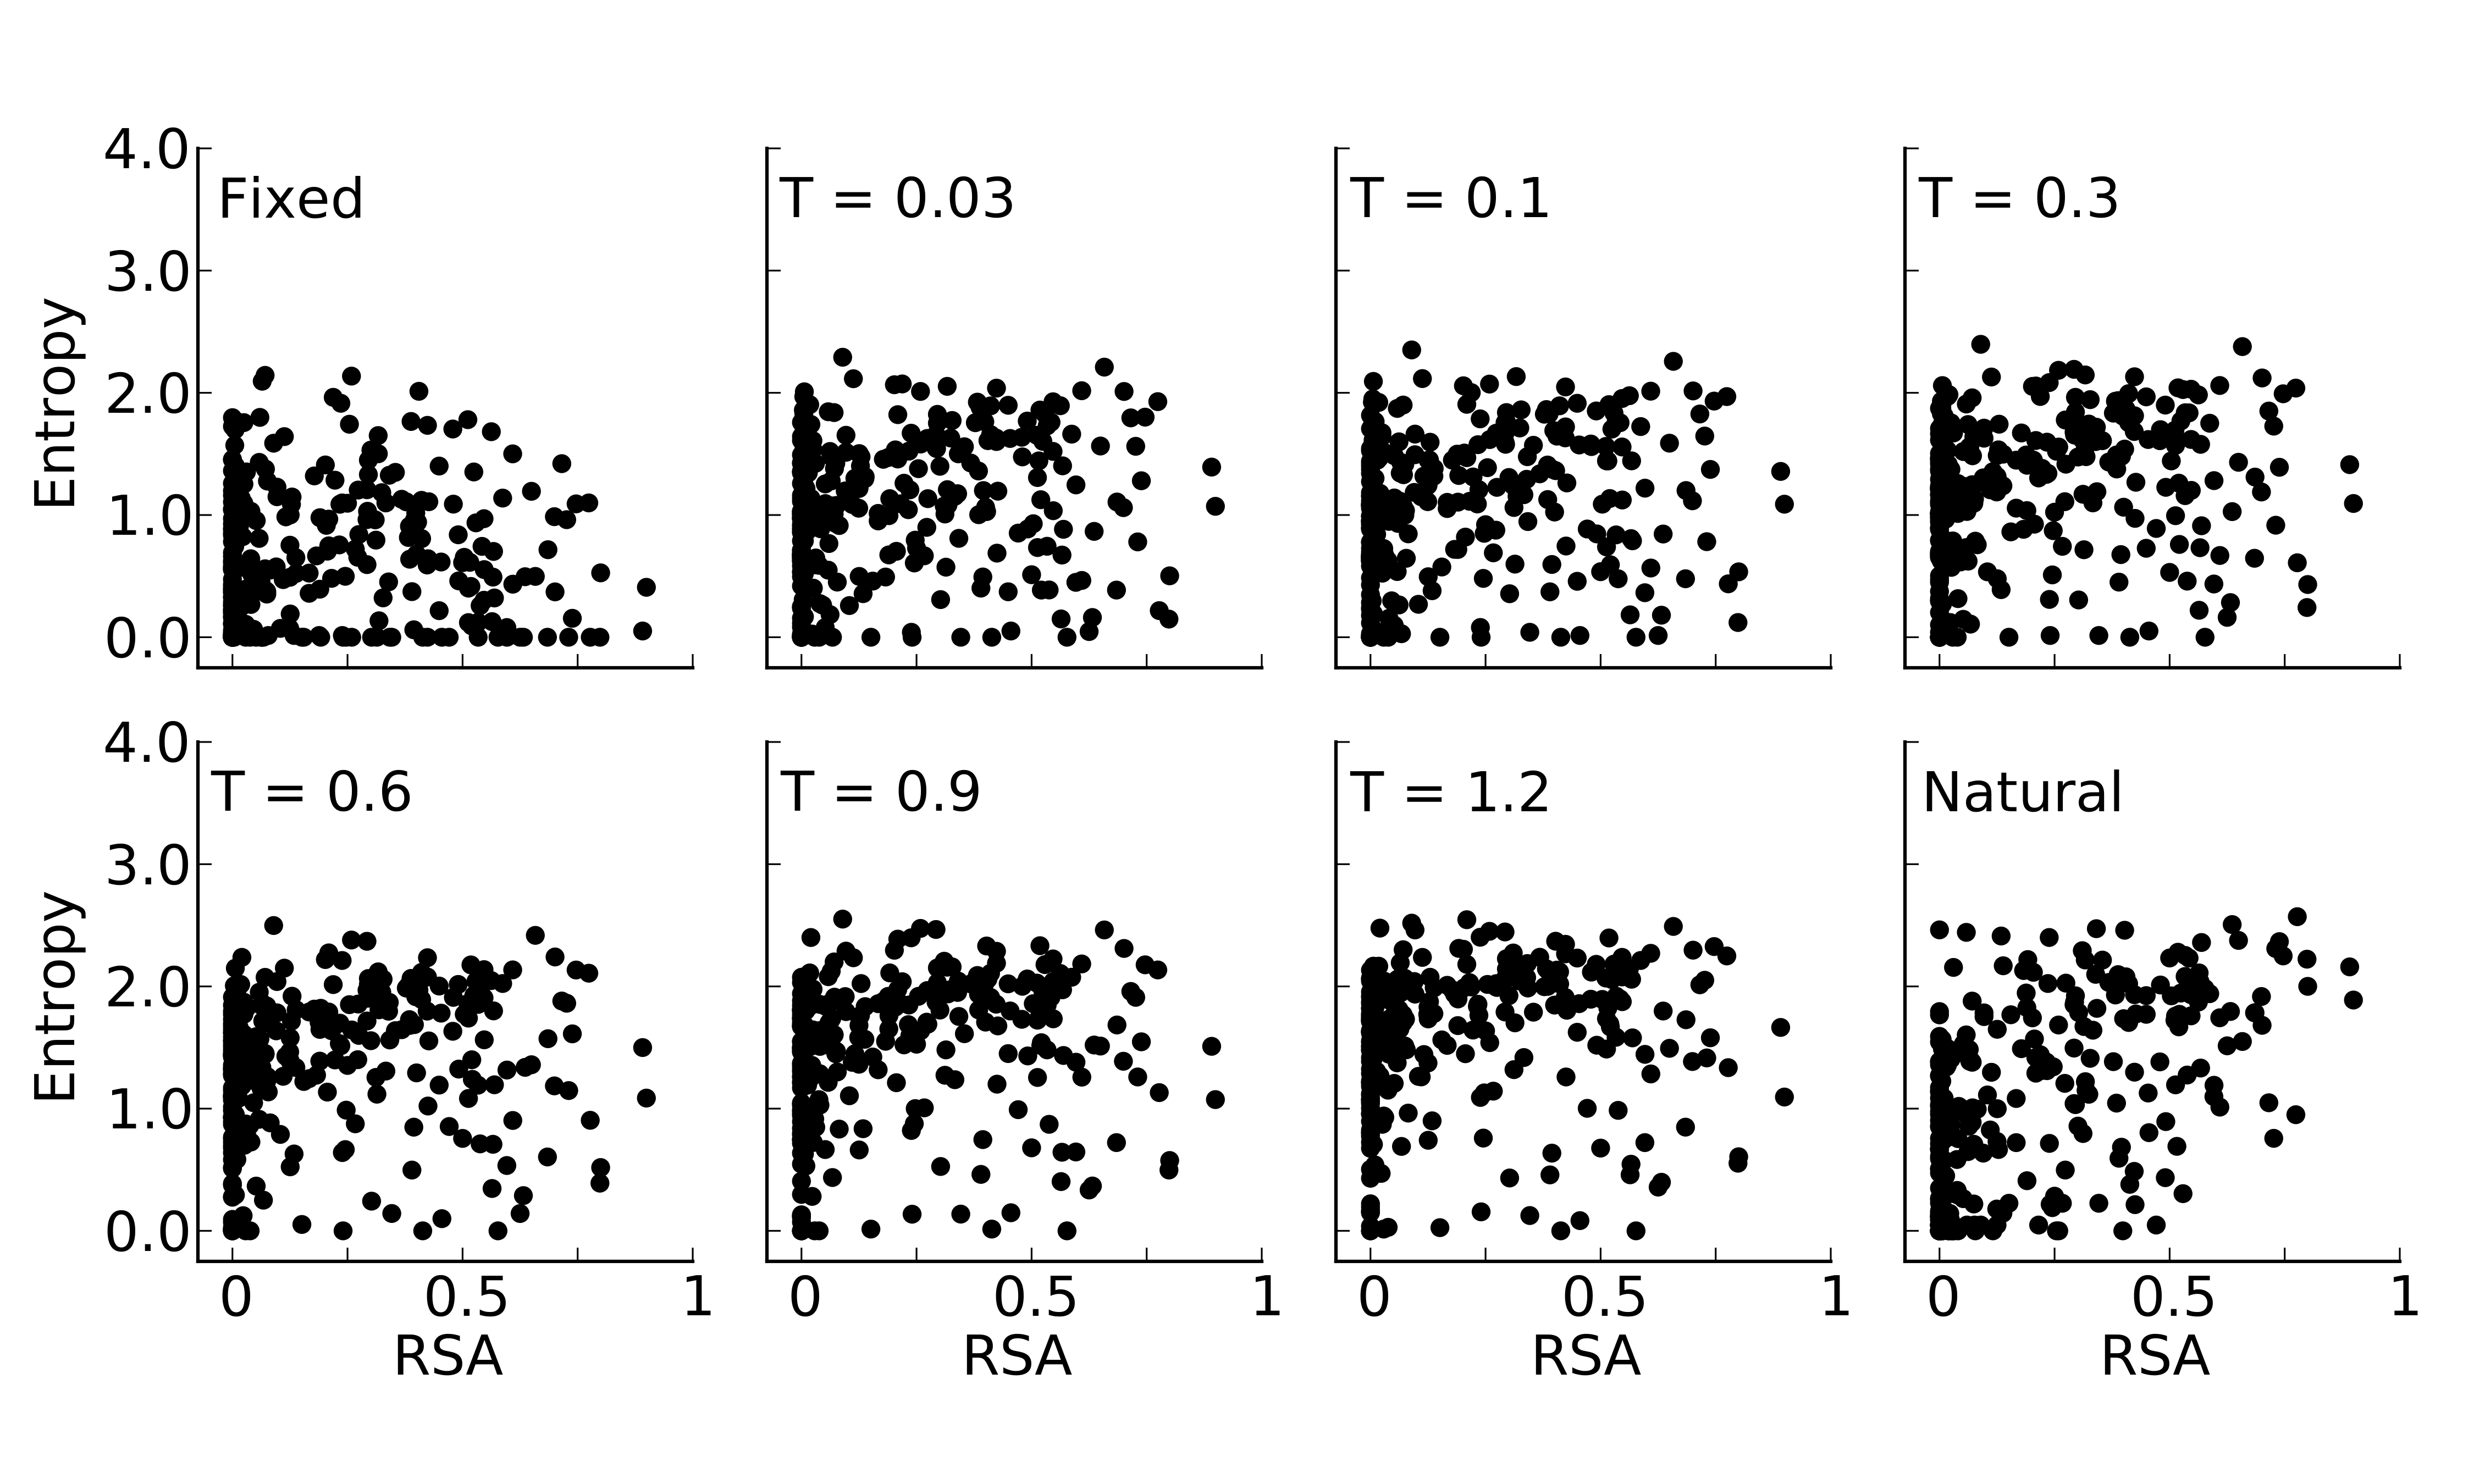 4.0
Fixed
T = 0.03
T = 0.1
T = 0.3
3.0
Entropy
2.0
1.0
0.0
4.0
T = 0.6
T = 0.9
T = 1.2
Natural
3.0
Entropy
2.0
1.0
0.0
0 0.5 1
0 0.5 1
0 0.5 1
0 0.5 1
RSA
RSA
RSA
RSA